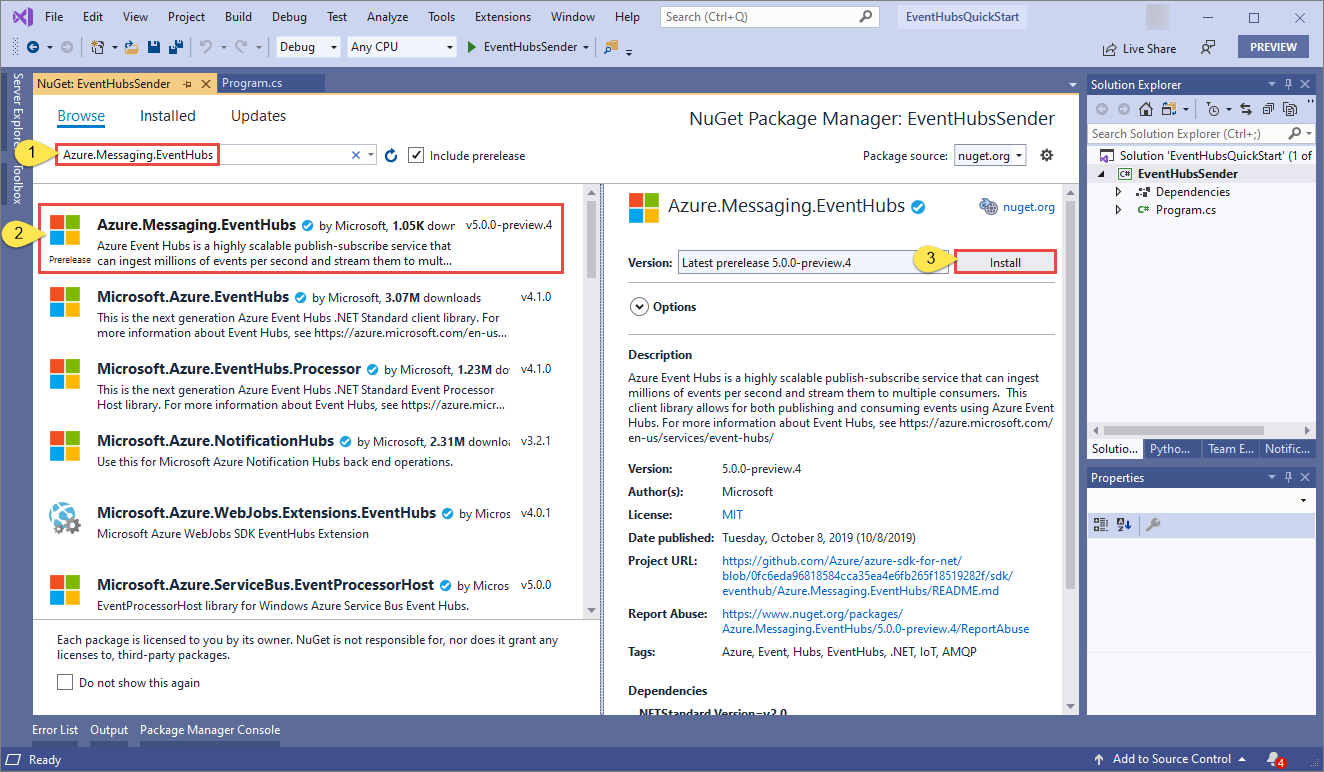 File Edit View Project Build Debug Test Analyze Tools Extensions Window Help Search (Ctrl+Q) EventHubsQuickStart
Debug Any CPU EventHubsSender Live Share PREVIEW
Server Explorer
Toolbox
NuGet: EventHubsSender Program.cs
Browse Installed Updates
NuGet Package Manager: EventHubsSender
1
Azure.Messaging.EventHubs
Include prerelease
Package source: nuget.org
2
Azure.Messaging.EventHubs by Microsoft, 1.05K down v5.0.0-preview.4
Azure Event Hubs is a highly scalable publish-subscribe service that
Prerelease can ingest millions of events per second and stream them to mult...
Microsoft.Azure.EventHubs by Microsoft, 3.07M downloads v4.1.0
This is the next generation Azure Event Hubs .NET Standard client library. For
more information about Event Hubs, see https://azure.microsoft.com/en-us...
Microsoft.Azure.EventHubs.Processor by Microsoft, 1.23M do v4.1.0
This is the next generation Azure Event Hubs .NET Standard Event Processor
Host library. For more information about Event Hubs, see https://azure.micr...
Microsoft.Azure.NotificationHubs by Microsoft, 2.31M downloa v3.2.1
Use this for Microsoft Azure Notification Hubs back end operations.
Microsoft.Azure.WebJobs.Extensions.EventHubs by Micros v4.0.1
Microsoft Azure WebJobs SDK EventHubs Extension
Microsoft.Azure.ServiceBus.EventProcessorHost by Micros v5.0.0
EventProcessorHost library for Windows Azure Service Bus Event Hubs.
Each package is licensed to you by its owner. NuGet is not responsible for, nor does it grant any
licenses to, third-party packages.
Do not show this again
Azure.Messaging.EventHubs nuget.org
Version: Latest prerelease 5.0.0-preview.4
3
Install
Options
Description
Azure Event Hubs is a highly scalable publish-subscribe service that can ingest
millions of events per second and stream them to multiple consumers. This
client library allows for both publishing and consuming events using Azure Event
Hubs. For more information about Event Hubs, see https://azure.microsoft.com/
en-us/services/event-hubs/
Version: 5.0.0-preview.4
Author(s): Microsoft
License: MIT
Date published: Tuesday, October 8, 2019 (10/8/2019)
Project URL: https://github.com/Azure/azure-sdk-for-net/
blob/0fc6eda96818584cca35ea4e6fb265f18519282f/sdk/
eventhub/Azure.Messaging.EventHubs/README.md
Report Abuse: https://www.nuget.org/packages/
Azure.Messaging.EventHubs/5.0.0-preview.4/ReportAbuse
Tags: Azure, Event, Hubs, EventHubs, .NET, IoT, AMQP
Dependencies
.NETStandard,Version=v2.0
Solution Explorer
Search Solution Explorer (Ctrl+;)
Solution 'EventHubsQuickStart' (1 of
C# EventHubsSender
Dependencies
C# Program.cs
Solutio... Pytho... Team E... Notific...
Properties
Error List Output Package Manager Console
Ready
Add to Source Control 4